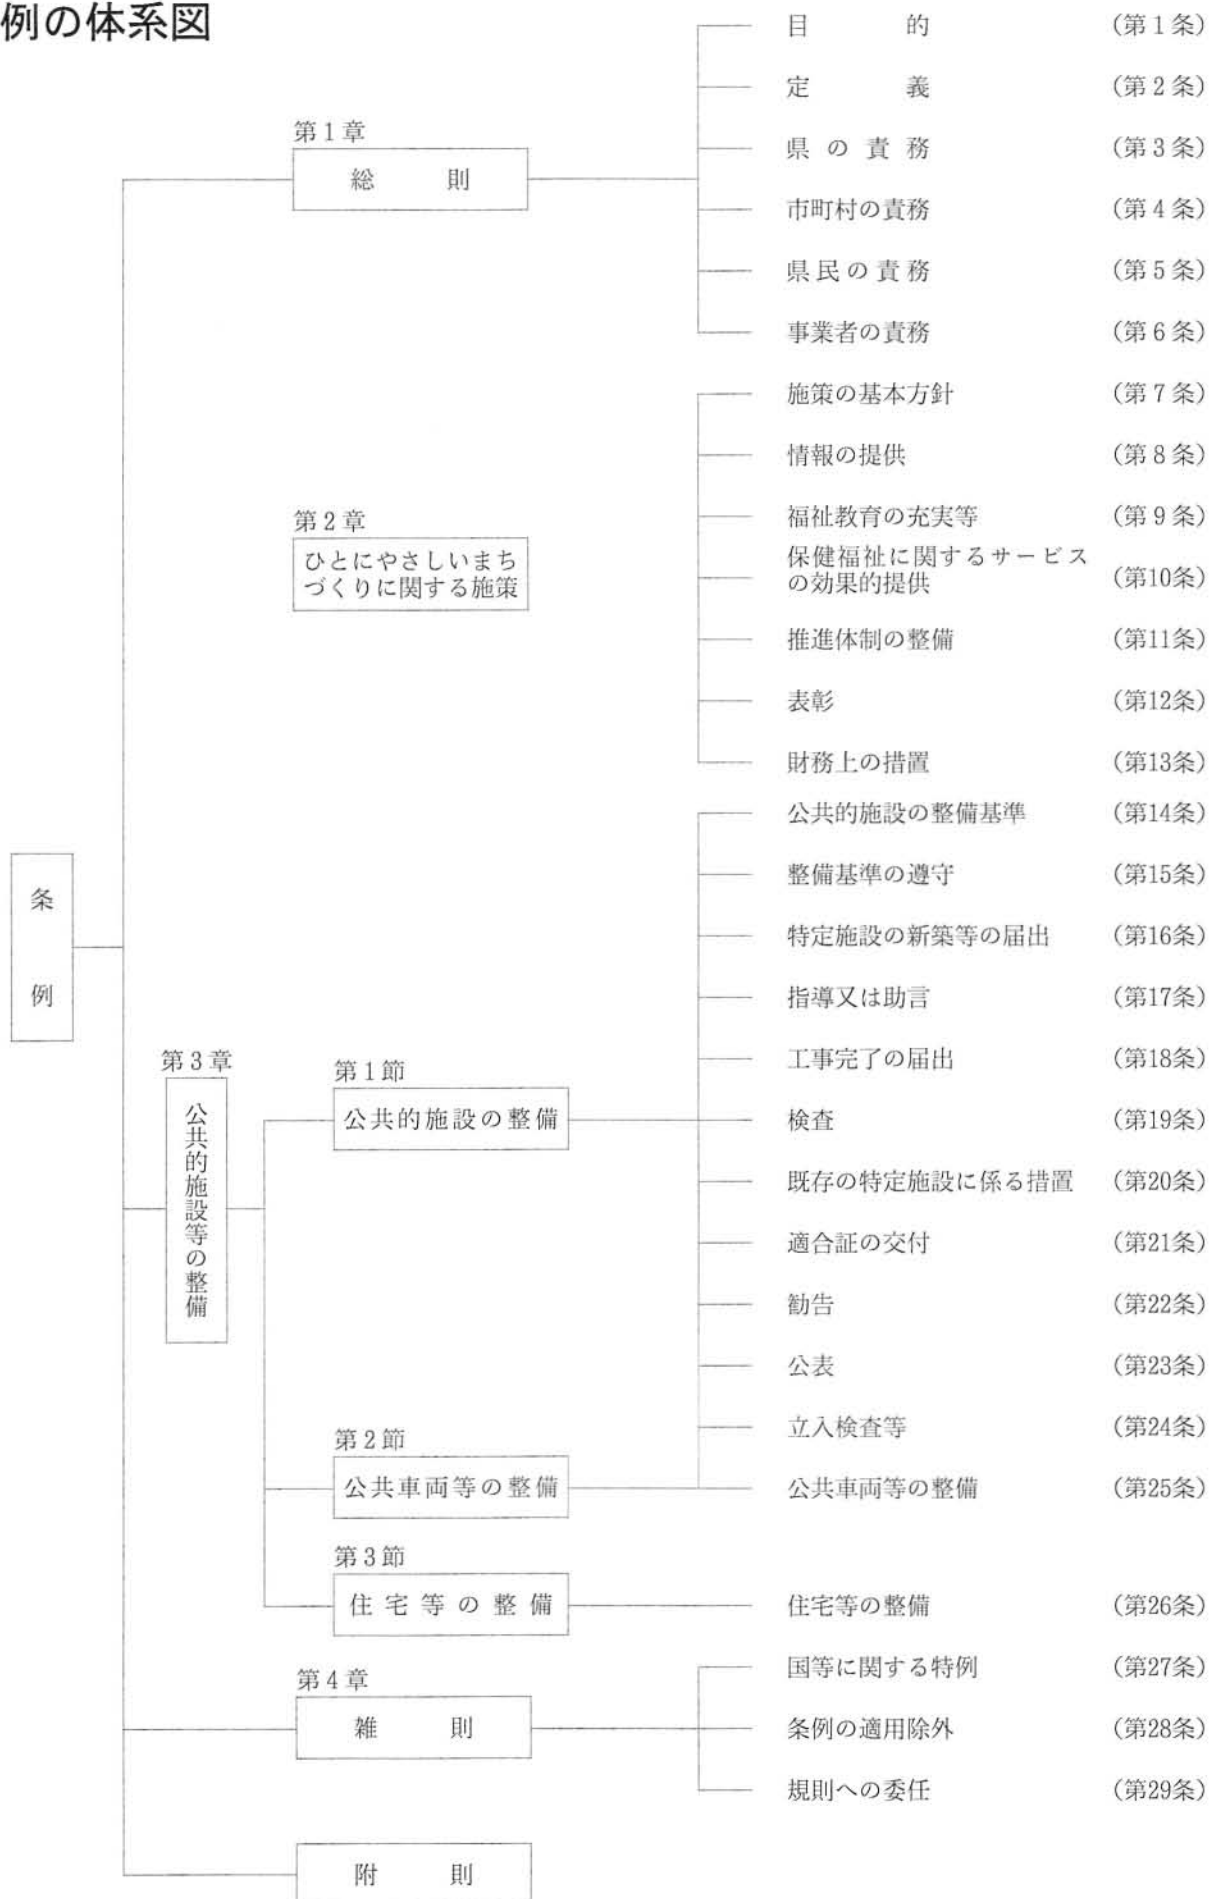 例の体系図
条例
第1章
総則
目的 （第1条）
定義 （第2条）
県の責務 （第3条）
市町村の責務 （第4条）
県民の責務 （第5条）
事業者の責務 （第6条）
第2章
ひとにやさしいまち
づくりに関する施策
施策の基本方針 （第7条）
情報の提供 （第8条）
福祉教育の充実等 （第9条）
保健福祉に関するサービス
の効果的提供 （第10条）
推進体制の整備 （第11条）
表彰 （第12条）
財務上の措置 （第13条）
第3章
公共的施設等の整備
第1節
公共的施設の整備
公共的施設の整備基準 （第14条）
整備基準の遵守 （第15条）
特定施設の新築等の届出 （第16条）
指導又は助言 （第17条）
工事完了の届出 （第18条）
検査 （第19条）
既存の特定施設に係る措置 （第20条）
適合証の交付 （第21条）
勧告 （第22条）
公表 （第23条）
立入検査等 （第24条）
第2節
公共車両等の整備
公共車両等の整備 （第25条）
第3節
住宅等の整備
住宅等の整備 （第26条）
第4章
雑則
国等に関する特例 （第27条）
条例の適用除外 （第28条）
規則への委任 （第29条）
附則